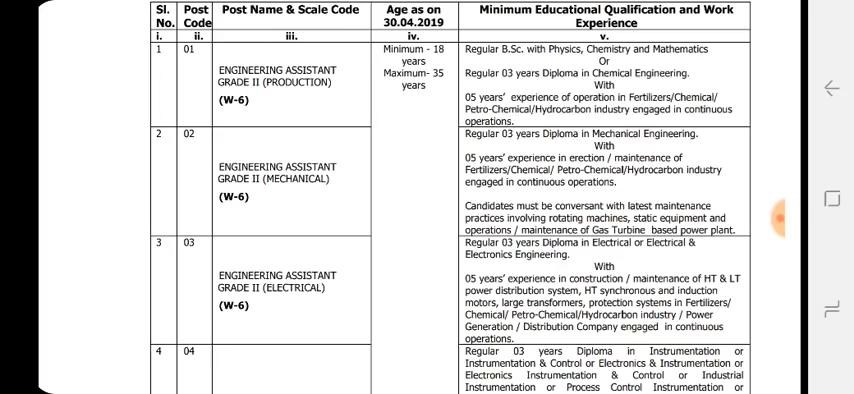 Sl. No. Post Code Post Name & Scale Code Age as on 30.04.2019 Minimum Educational Qualification and Work Experience
i. ii. iii. iv. v.
1 01
ENGINEERING ASSISTANT
GRADE II (PRODUCTION)
(W-6)
Minimum - 18
years
Maximum- 35
years
Regular B.Sc. with Physics, Chemistry and Mathematics
Or
Regular 03 years Diploma in Chemical Engineering.
With
05 years’ experience of operation in Fertilizers/Chemical/
Petro-Chemical/Hydrocarbon industry engaged in continuous
operations.
2 02
ENGINEERING ASSISTANT
GRADE II (MECHANICAL)
(W-6)
Regular 03 years Diploma in Mechanical Engineering.
With
05 years’ experience in erection / maintenance of
Fertilizers/Chemical/ Petro-Chemical/Hydrocarbon industry
engaged in continuous operations.
Candidates must be conversant with latest maintenance
practices involving rotating machines, static equipment and
operations / maintenance of Gas Turbine based power plant.
3 03
ENGINEERING ASSISTANT
GRADE II (ELECTRICAL)
(W-6)
Regular 03 years Diploma in Electrical or Electrical &
Electronics Engineering.
With
05 years’ experience in construction / maintenance of HT & LT
power distribution system, HT synchronous and induction
motors, large transformers, protection systems in Fertilizers/
Chemical/ Petro-Chemical/Hydrocarbon industry / Power
Generation / Distribution Company engaged in continuous
operations.
4 04
Regular 03 years Diploma in Instrumentation or
Instrumentation & Control or Electronics & Instrumentation or
Electronics Instrumentation & Control or Industrial
Instrumentation or Process Control Instrumentation or